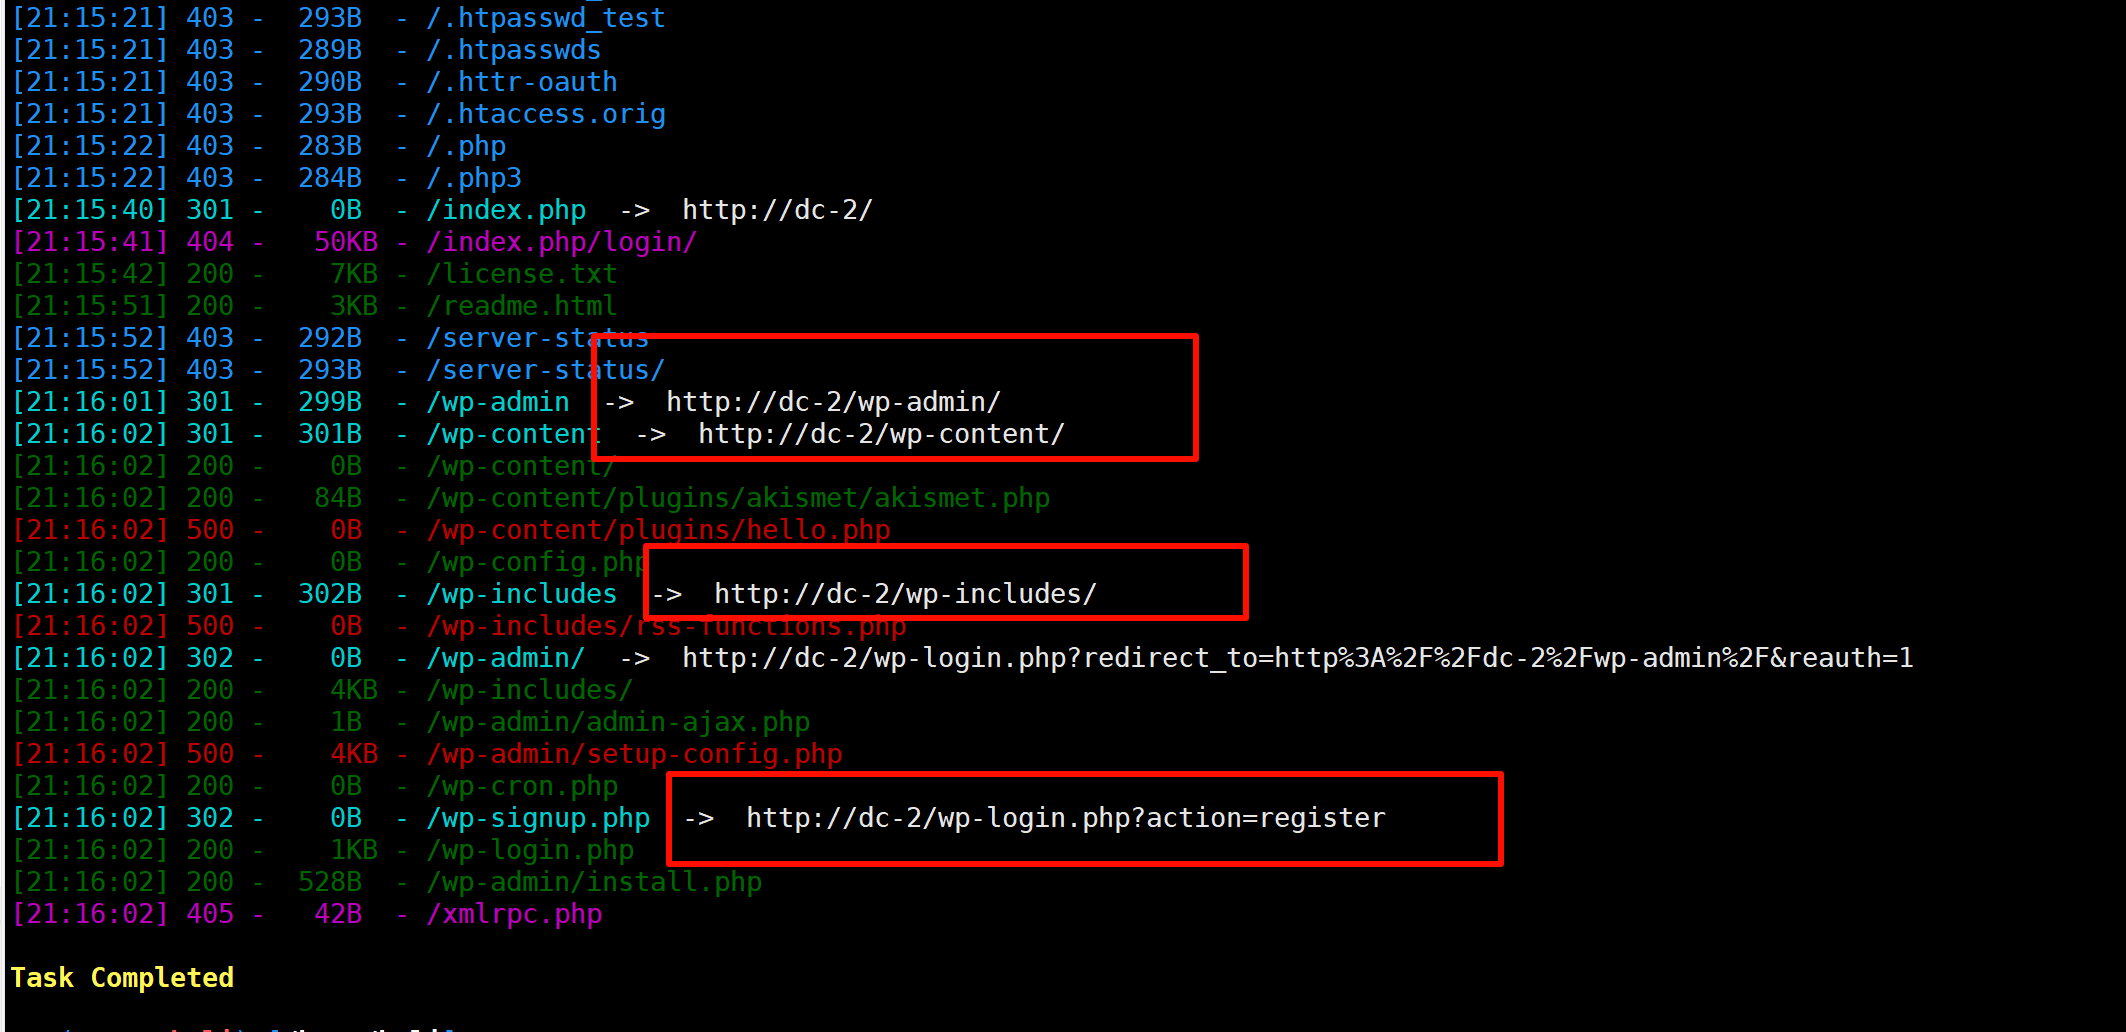 [21:15:21] 403 -  293B  - /.htpasswd_test
[21:15:21] 403 -  289B  - /.htpasswds
[21:15:21] 403 -  290B  - /.httr-oauth
[21:15:21] 403 -  293B  - /.htaccess.orig
[21:15:22] 403 -  283B  - /.php
[21:15:22] 403 -  284B  - /.php3
[21:15:40] 301 -    0B  - /index.php  ->  http://dc-2/
[21:15:41] 404 -   50KB - /index.php/login/
[21:15:42] 200 -    7KB - /license.txt
[21:15:51] 200 -    3KB - /readme.html
[21:15:52] 403 -  292B  - /server-status
[21:15:52] 403 -  293B  - /server-status/
[21:16:01] 301 -  299B  - /wp-admin  ->  http://dc-2/wp-admin/
[21:16:02] 301 -  301B  - /wp-content  ->  http://dc-2/wp-content/
[21:16:02] 200 -    0B  - /wp-content/
[21:16:02] 200 -   84B  - /wp-content/plugins/akismet/akismet.php
[21:16:02] 500 -    0B  - /wp-content/plugins/hello.php
[21:16:02] 200 -    0B  - /wp-config.php
[21:16:02] 301 -  302B  - /wp-includes  ->  http://dc-2/wp-includes/
[21:16:02] 500 -    0B  - /wp-includes/rss-functions.php
[21:16:02] 302 -    0B  - /wp-admin/  ->  http://dc-2/wp-login.php?redirect_to=http%3A%2F%2Fdc-2%2Fwp-admin%2F&reauth=1
[21:16:02] 200 -    4KB - /wp-includes/
[21:16:02] 200 -    1B  - /wp-admin/admin-ajax.php
[21:16:02] 500 -    4KB - /wp-admin/setup-config.php
[21:16:02] 200 -    0B  - /wp-cron.php
[21:16:02] 302 -    0B  - /wp-signup.php  ->  http://dc-2/wp-login.php?action=register
[21:16:02] 200 -    1KB - /wp-login.php
[21:16:02] 200 -  528B  - /wp-admin/install.php
[21:16:02] 405 -   42B  - /xmlrpc.php
Task Completed